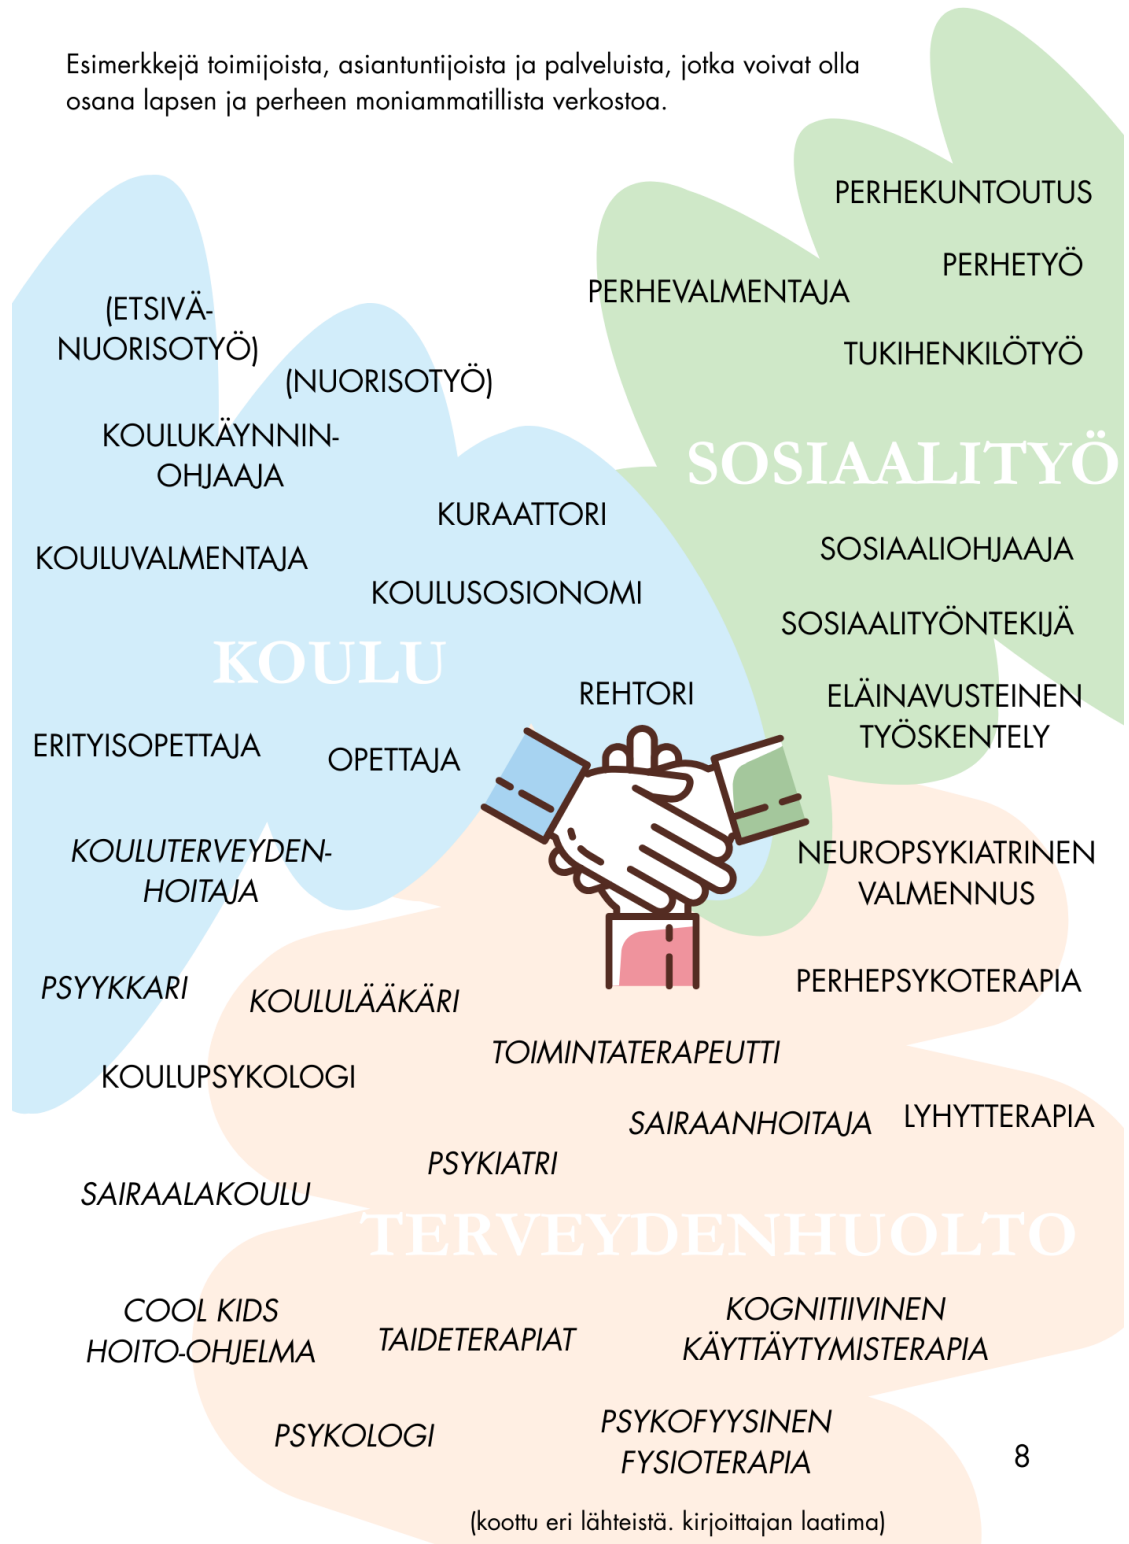 Esimerkkejä toimijoista, asiantuntijoista ja palveluista, jotka voivat olla
osana lapsen ja perheen moniammatillista verkostoa.
PERHEKUNTOUTUS
PERHETYÖ
PERHEVALMENTAJA
TUKIHENKILÖTYÖ
SOSIAALITYÖ
SOSIAALIOHJAAJA
SOSIAALITYÖNTEKIJÄ
ELÄINAVUSTEINEN
TYÖSKENTELY
(ETSIVÄ-
NUORISOTYÖ)
(NUORISOTYÖ)
KOULUKÄYNNIN-
OHJAAJA
KURAATTORI
KOULUVALMENTAJA
KOULUSOSIONOMI
KOULU
REHTORI
ERITYISOPETTAJA
OPETTAJA
KOULUTERVEYDEN-
HOITAJA
PSYYKKARI
KOULULÄÄKÄRI
KOULUPSYKOLOGI
NEUROPSYKIATRINEN
VALMENNUS
PERHEPSYKOTERAPIA
TOIMINTATERAPEUTTI
SAIRAANHOITAJA
LYHYTTERAPIA
PSYKIATRI
SAIRAALAKOULU
TERVEYDENHUOLTO
COOL KIDS
HOITO-OHJELMA
TAIDETERAPIAT
KOGNITIIVINEN
KÄYTTÄYTYMISTERAPIA
PSYKOLOGI
PSYKOFYYSINEN
FYSIOTERAPIA
8
(koottu eri lähteistä. kirjoittajan laatima)